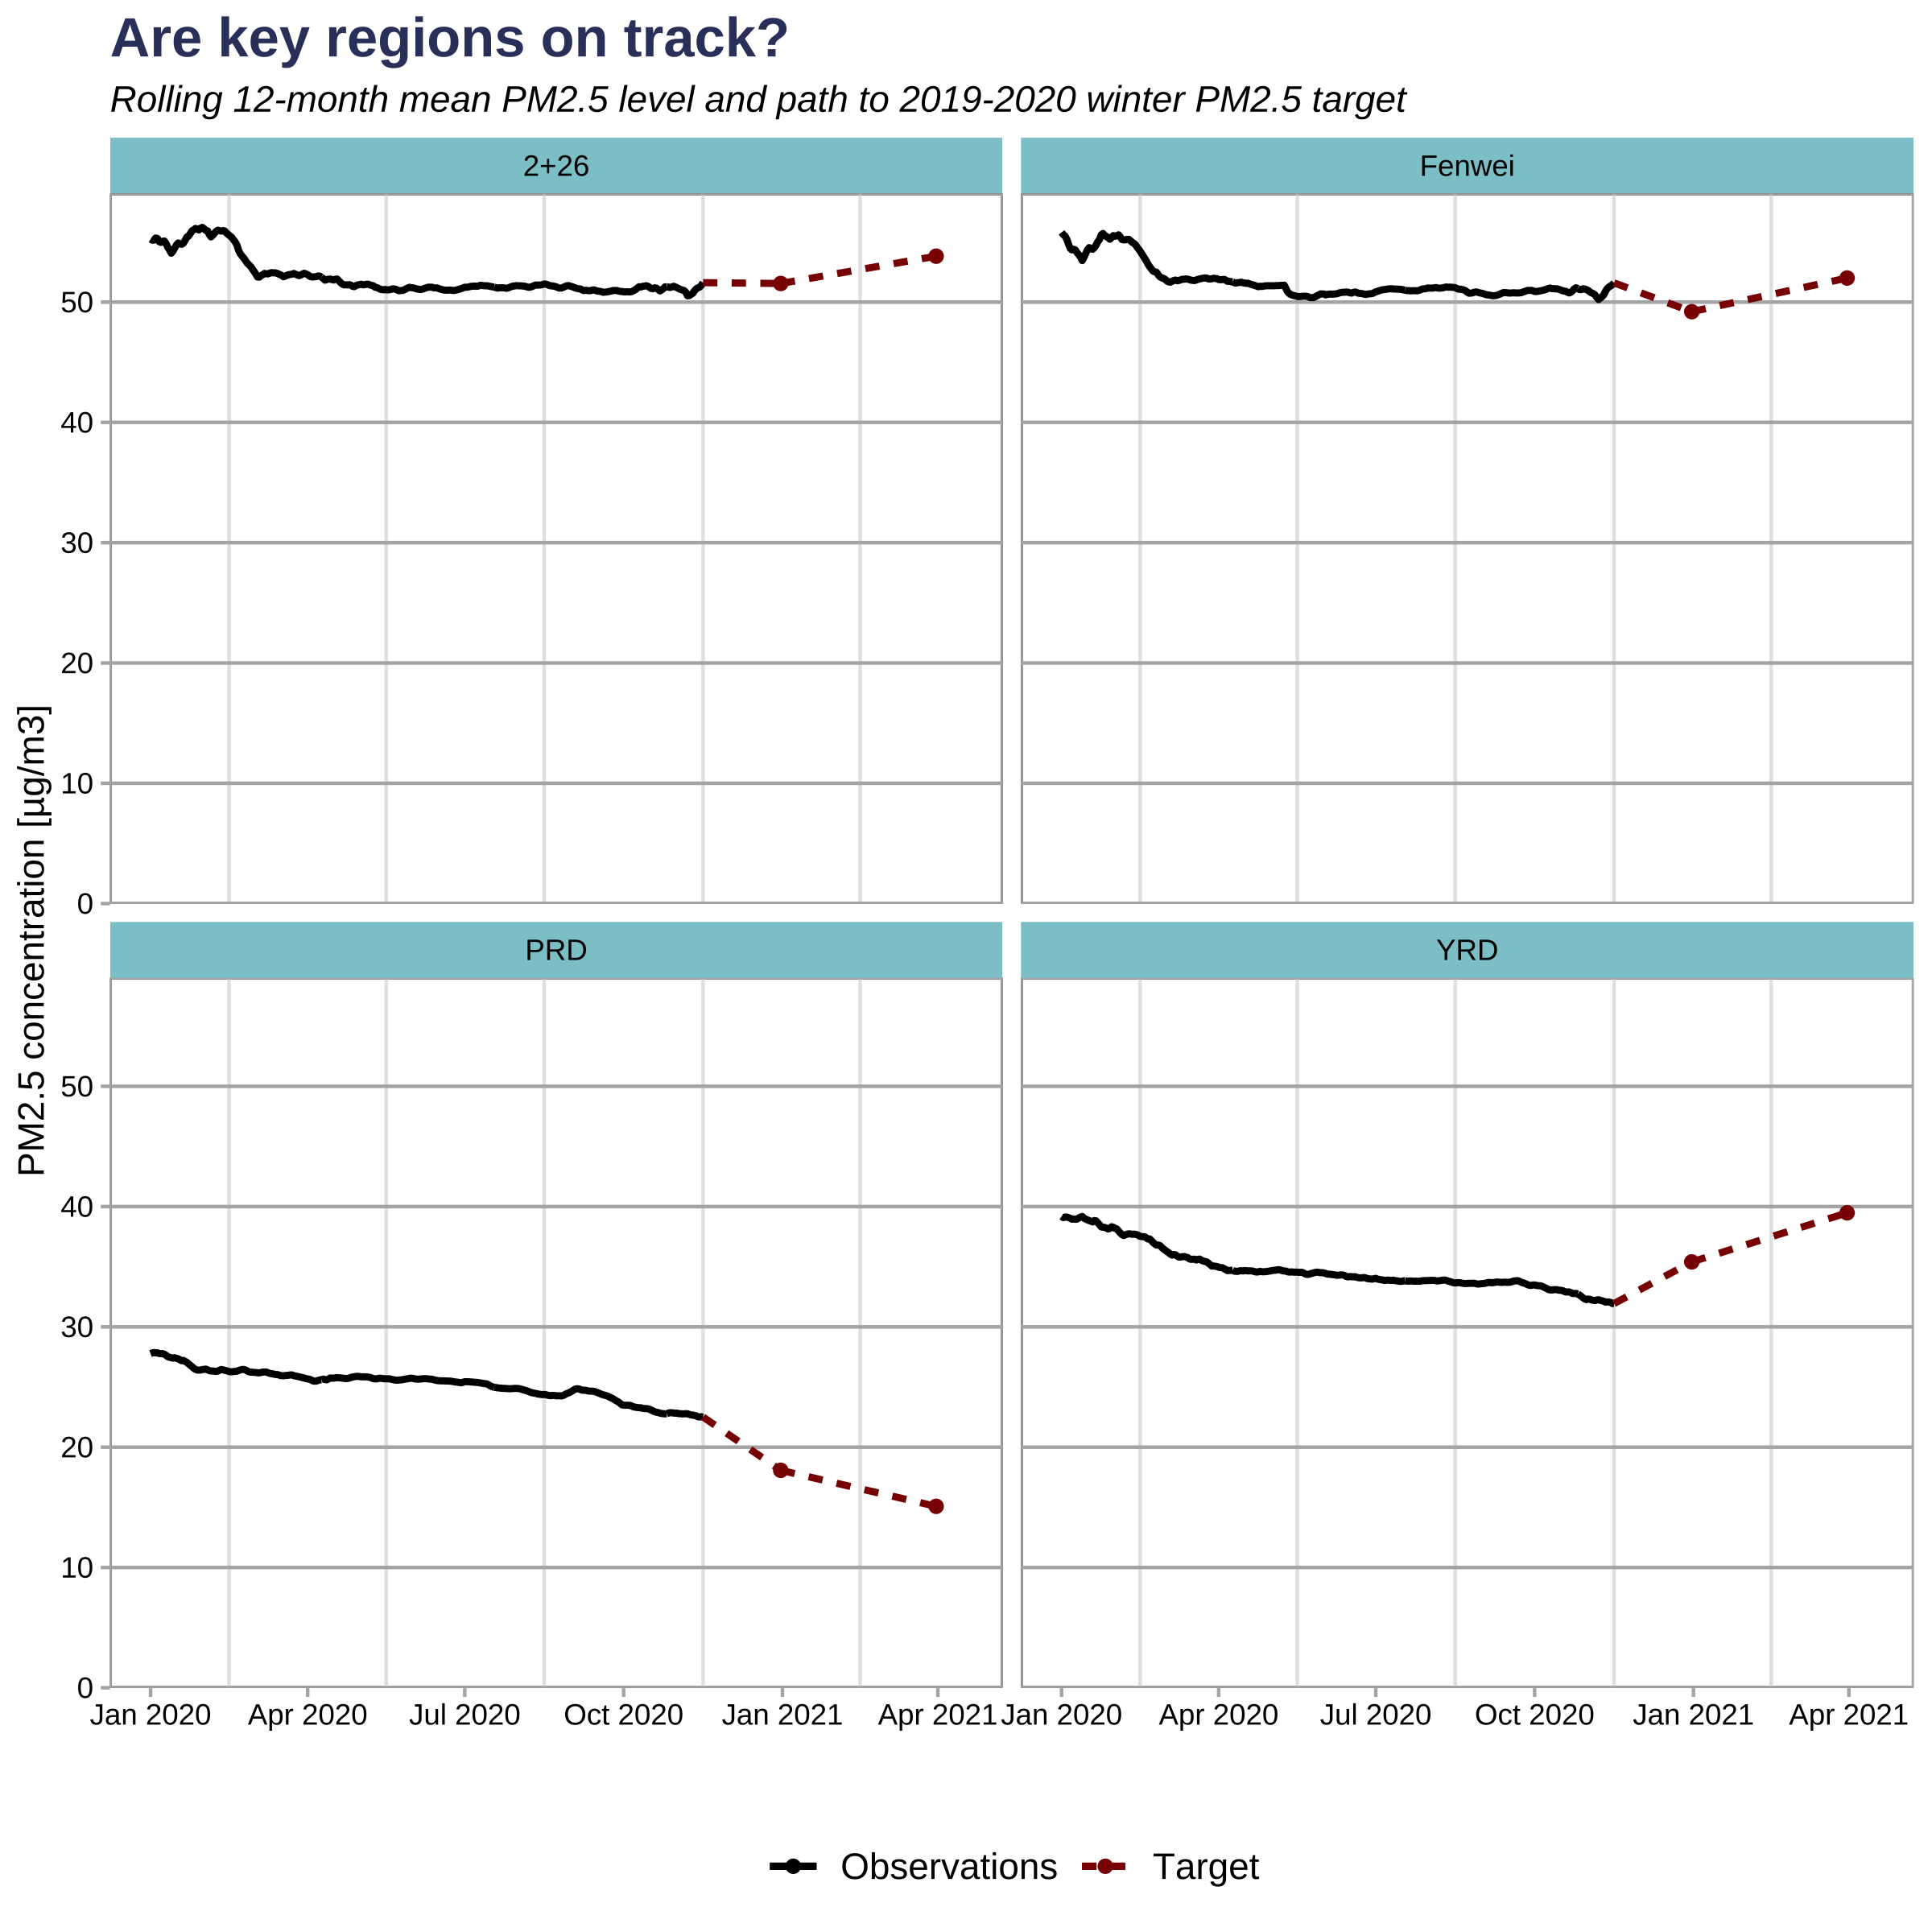 Are key regions on track?
Rolling 12-month mean PM2.5 level and path to 2019-2020 winter PM2.5 target
2+26
Fenwei
50
40
30
20
10
0
PM2.5 concentration [µg/m3]
PRD
YRD
50
40
30
20
10
0
Jan 2020 Apr 2020 Jul 2020 Oct 2020 Jan 2021 Apr 2021
Jan 2020 Apr 2020 Jul 2020 Oct 2020 Jan 2021 Apr 2021
Observations Target